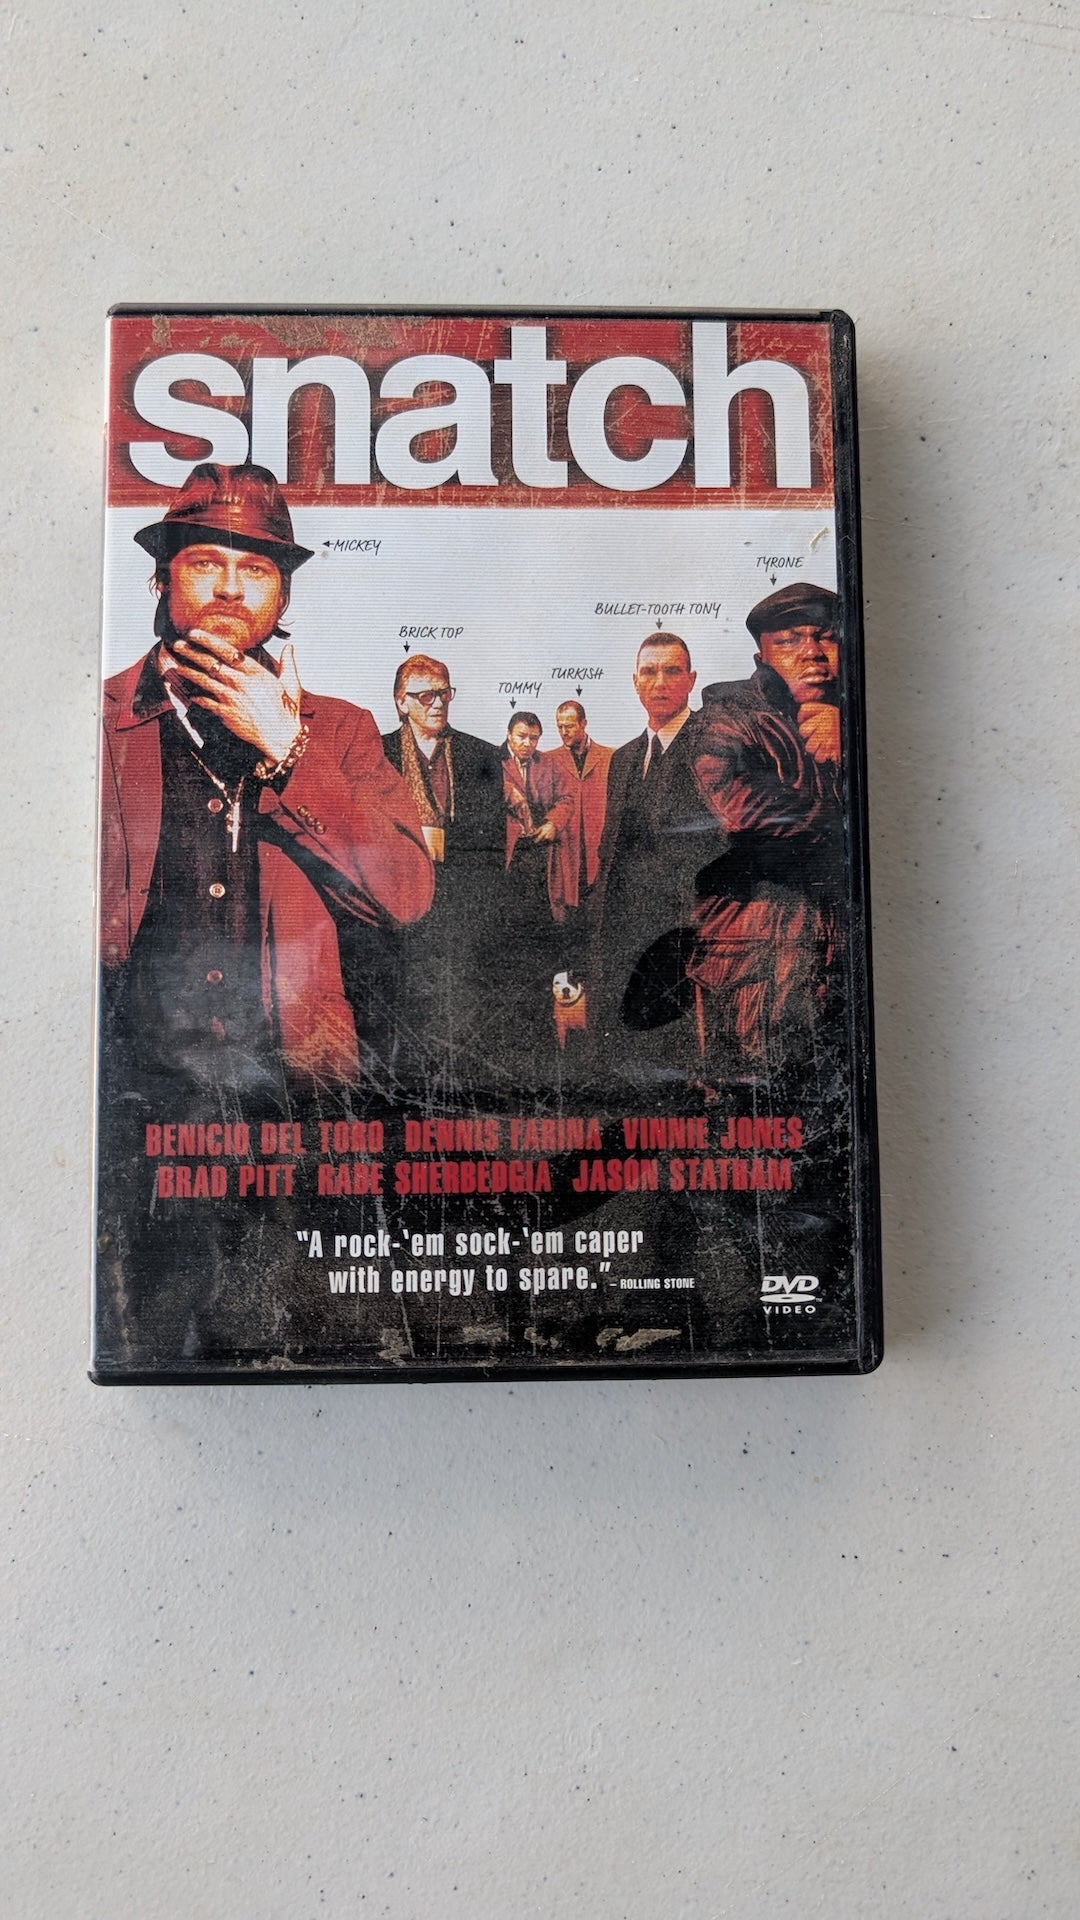 snatch
MICKEY
TYRONE
BULLET-TOOTH TONY
BRICK TOP
TURKISH
TOMMY
BENICIO DEL TORO DENNIS FARINA VINNIE JONES
BRAD PITT RADE SHERBEDGIA JASON STATHAM
"A rock-'em sock-'em caper
with energy to spare." – ROLLING STONE
DVD
VIDEO